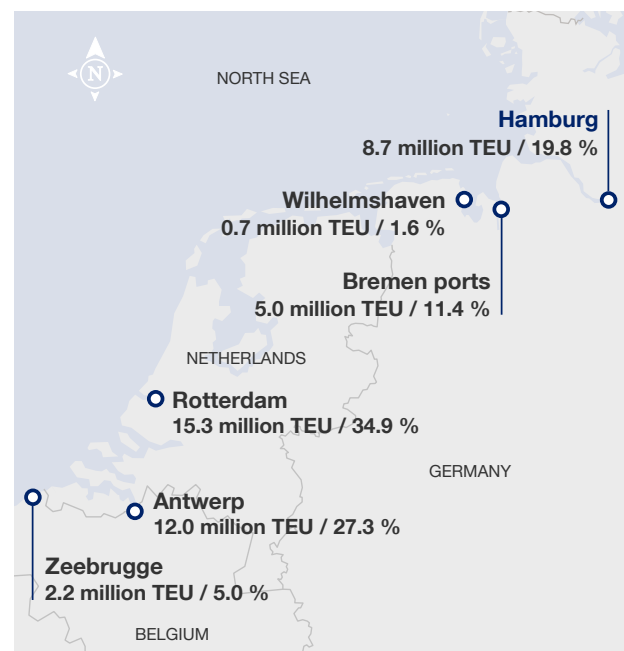 N
NORTH SEA
Hamburg
8.7 million TEU / 19.8 %
Wilhelmshaven
0.7 million TEU / 1.6 %
Bremen ports
5.0 million TEU / 11.4 %
NETHERLANDS
Rotterdam
15.3 million TEU / 34.9 %
GERMANY
Antwerp
12.0 million TEU / 27.3 %
Zeebrugge
2.2 million TEU / 5.0 %
BELGIUM